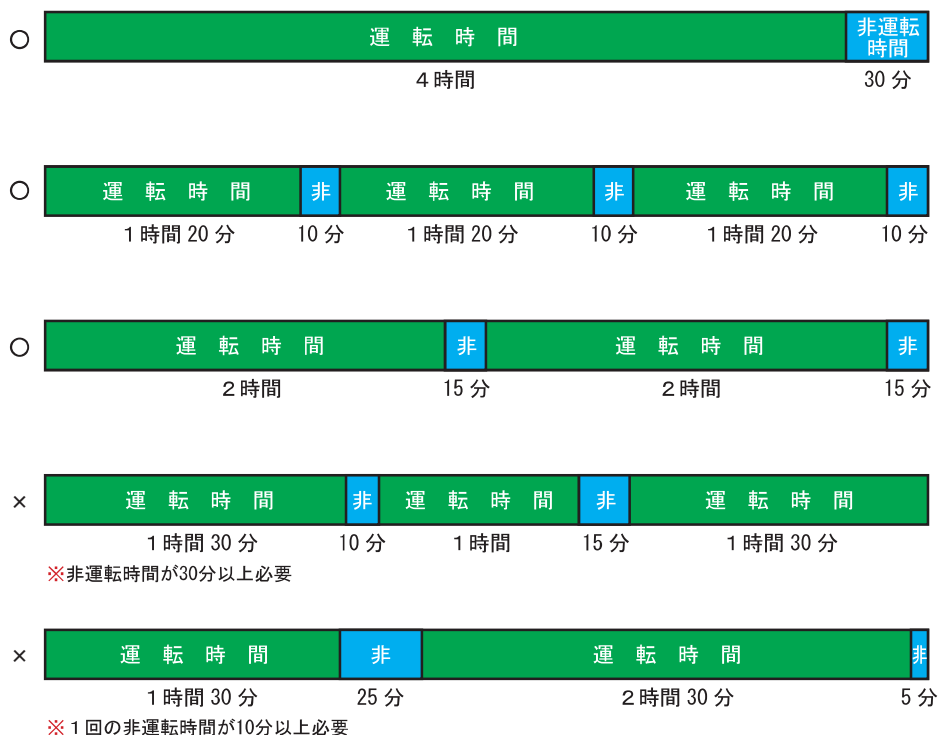 ○ 運転時間 非運転時間
4時間 30分
○ 運転時間 非 運転時間 非 運転時間 非
1時間20分 10分 1時間20分 10分 1時間20分 10分
○ 運転時間 非 運転時間 非
2時間 15分 2時間 15分
× 運転時間 非 運転時間 非 運転時間
1時間30分 10分 1時間 15分 1時間30分
※非運転時間が30分以上必要
× 運転時間 非 運転時間 非
1時間30分 25分 2時間30分 5分
※1回の非運転時間が10分以上必要